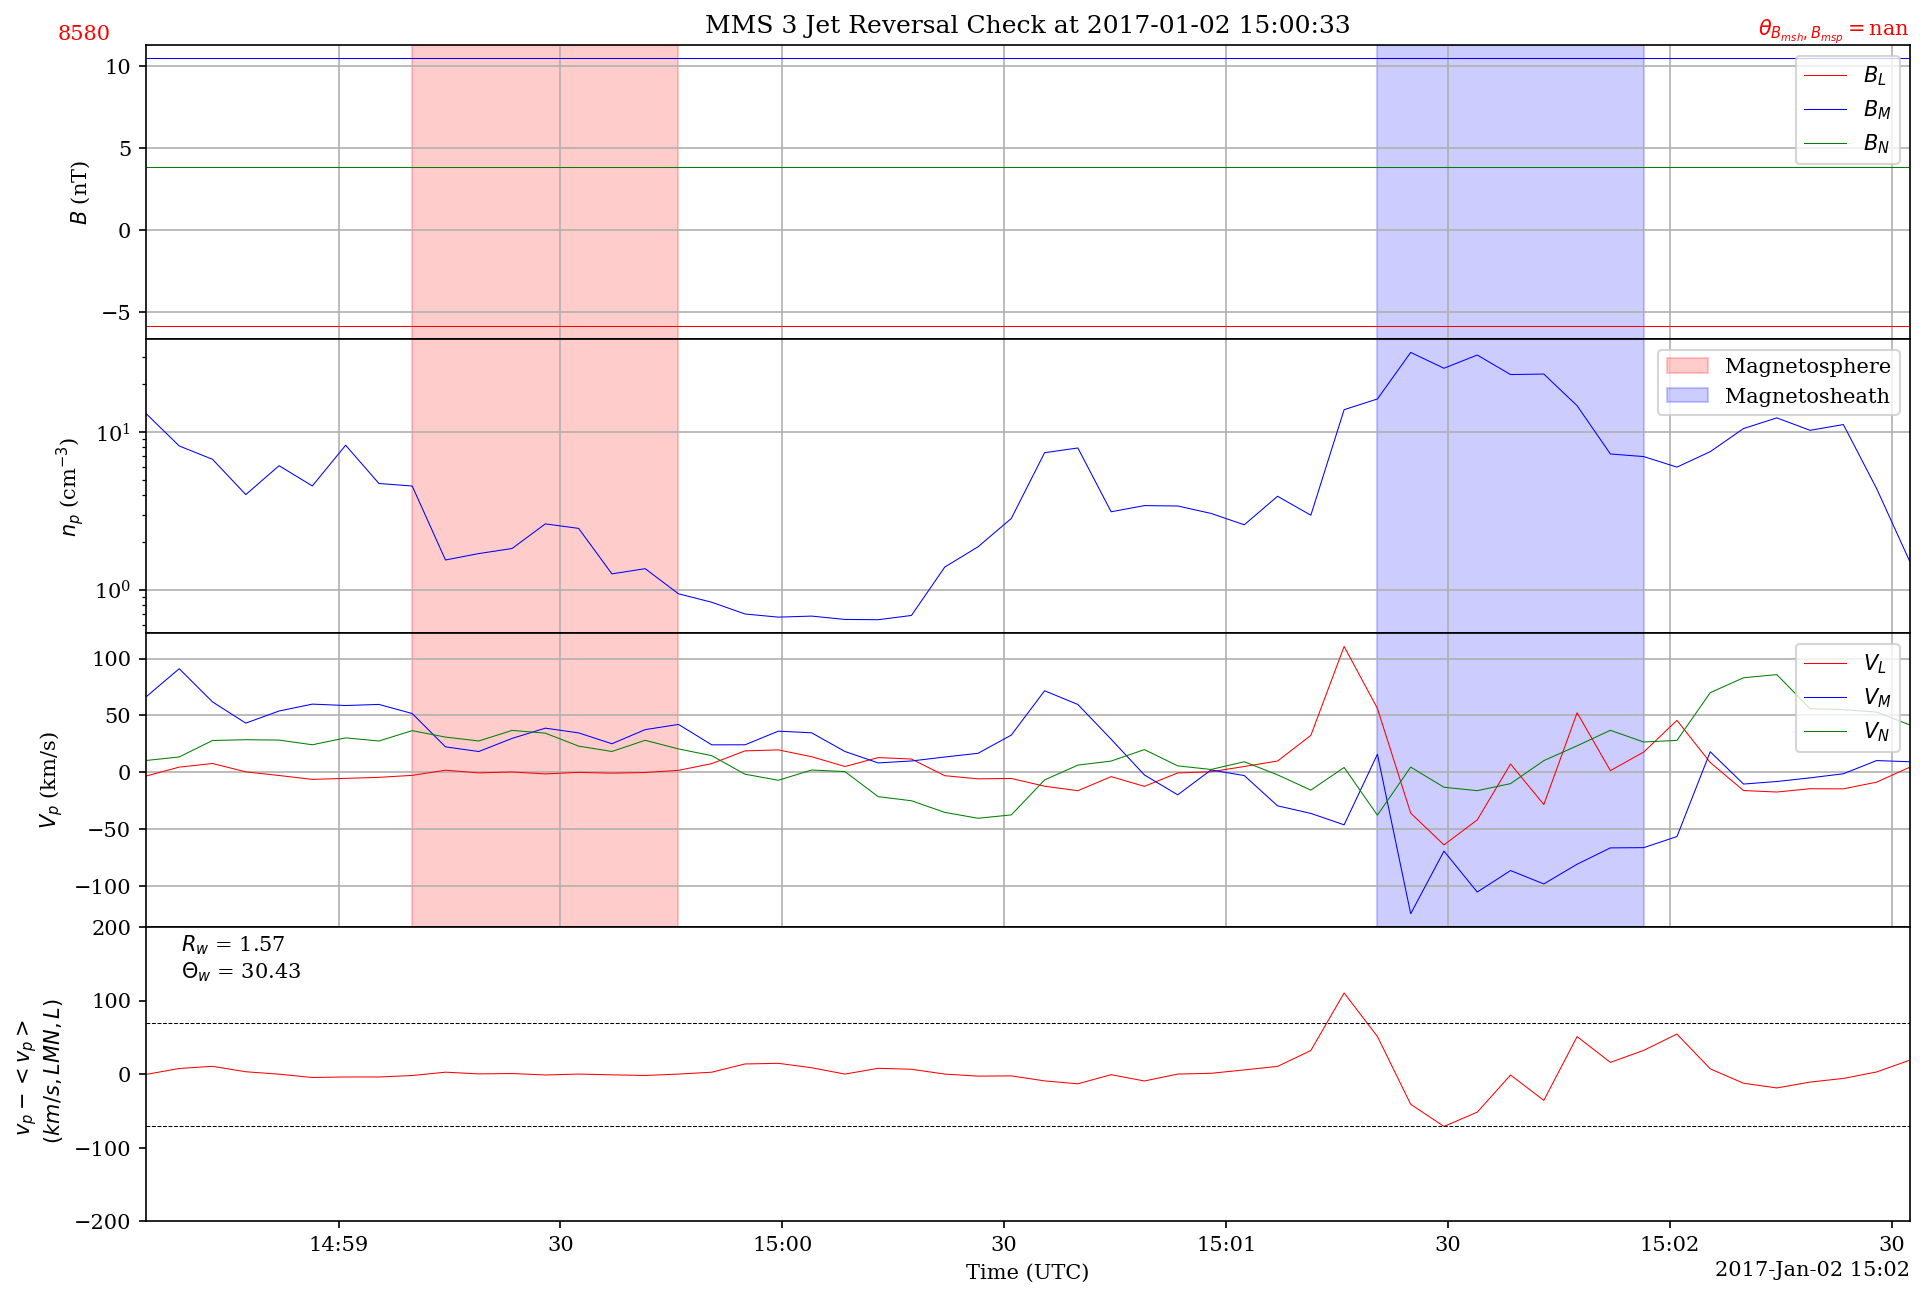 MMS 3 Jet Reversal Check at 2017-01-02 15:00:33
8580
θ_{B_{msh}, B_{msp}} = nan
10
5
0
−5
B (nT)
B_L
B_M
B_N
10^1
10^0
n_p (cm^{−3})
Magnetosphere
Magnetosheath
100
50
0
−50
−100
V_p (km/s)
V_L
V_M
V_N
200
100
0
−100
−200
v_p − < v_p >
(km/s, LMN, L)
R_w = 1.57
Θ_w = 30.43
14:59 30 15:00 30 15:01 30 15:02 30
Time (UTC)
2017-Jan-02 15:02